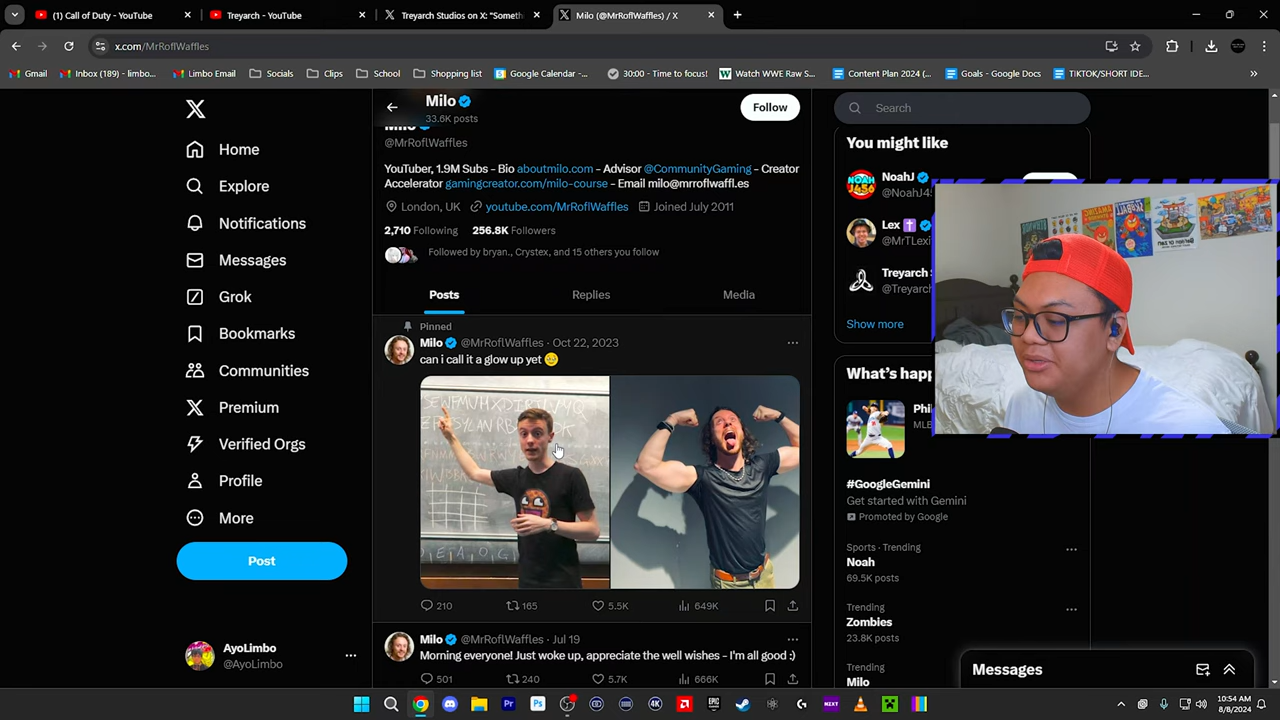 (1) Call of Duty - YouTube
Treyarch - YouTube
Treyarch Studios on X: "Someth
Milo (@MrRoflWaffles) / X
x.com/MrRoflWaffles
Gmail
Inbox (189) - limbo...
Limbo Email
Socials
Clips
School
Shopping list
Google Calendar -...
30:00 - Time to focus!
Watch WWE Raw S...
Content Plan 2024 (...
Goals - Google Docs
TIKTOK/SHORT IDE...
Home
Explore
Notifications
Messages
Grok
Bookmarks
Communities
Premium
Verified Orgs
Profile
More
Post
AyoLimbo
@AyoLimbo
Milo
33.6K posts
Follow
Milo
@MrRoflWaffles
YouTuber, 1.9M Subs - Bio aboutmilo.com - Advisor @CommunityGaming - Creator
Accelerator gamingcreator.com/milo-course - Email milo@mrroflwaffl.es
London, UK youtube.com/MrRoflWaffles Joined July 2011
2,710 Following 256.8K Followers
Followed by bryan., Crystex, and 15 others you follow
Posts Replies Media
Pinned
Milo @MrRoflWaffles · Oct 22, 2023
can i call it a glow up yet 🥹
210 165 5.5K 649K
Milo @MrRoflWaffles · Jul 19
Morning everyone! Just woke up, appreciate the well wishes - I'm all good :)
501 240 5.7K 666K
Search
You might like
NoahJ
@NoahJ4
Lex
@MrTLexi
Treyarch S
@Treyarch
Show more
What's happ
Phi
MLB
#GoogleGemini
Get started with Gemini
Promoted by Google
Sports · Trending
Noah
69.5K posts
Trending
Zombies
23.8K posts
Trending
Milo
Messages
10:54 AM
8/8/2024